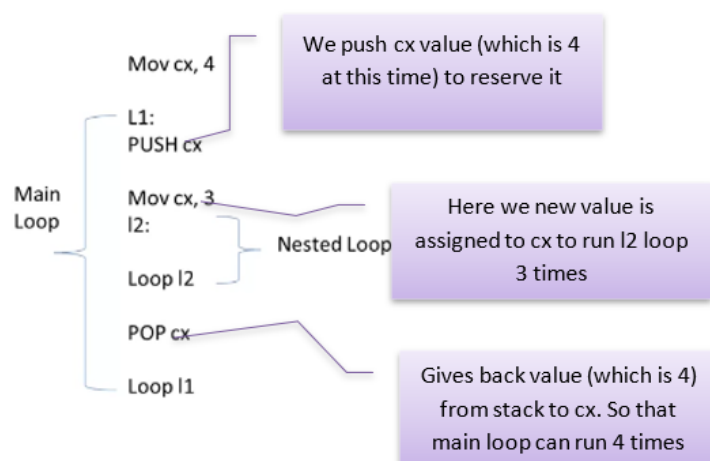 Mov cx, 4
L1:
PUSH cx
Mov cx, 3
l2:
Loop l2
POP cx
Loop l1
Main
Loop
Nested Loop
We push cx value (which is 4
at this time) to reserve it
Here we new value is
assigned to cx to run l2 loop
3 times
Gives back value (which is 4)
from stack to cx. So that
main loop can run 4 times